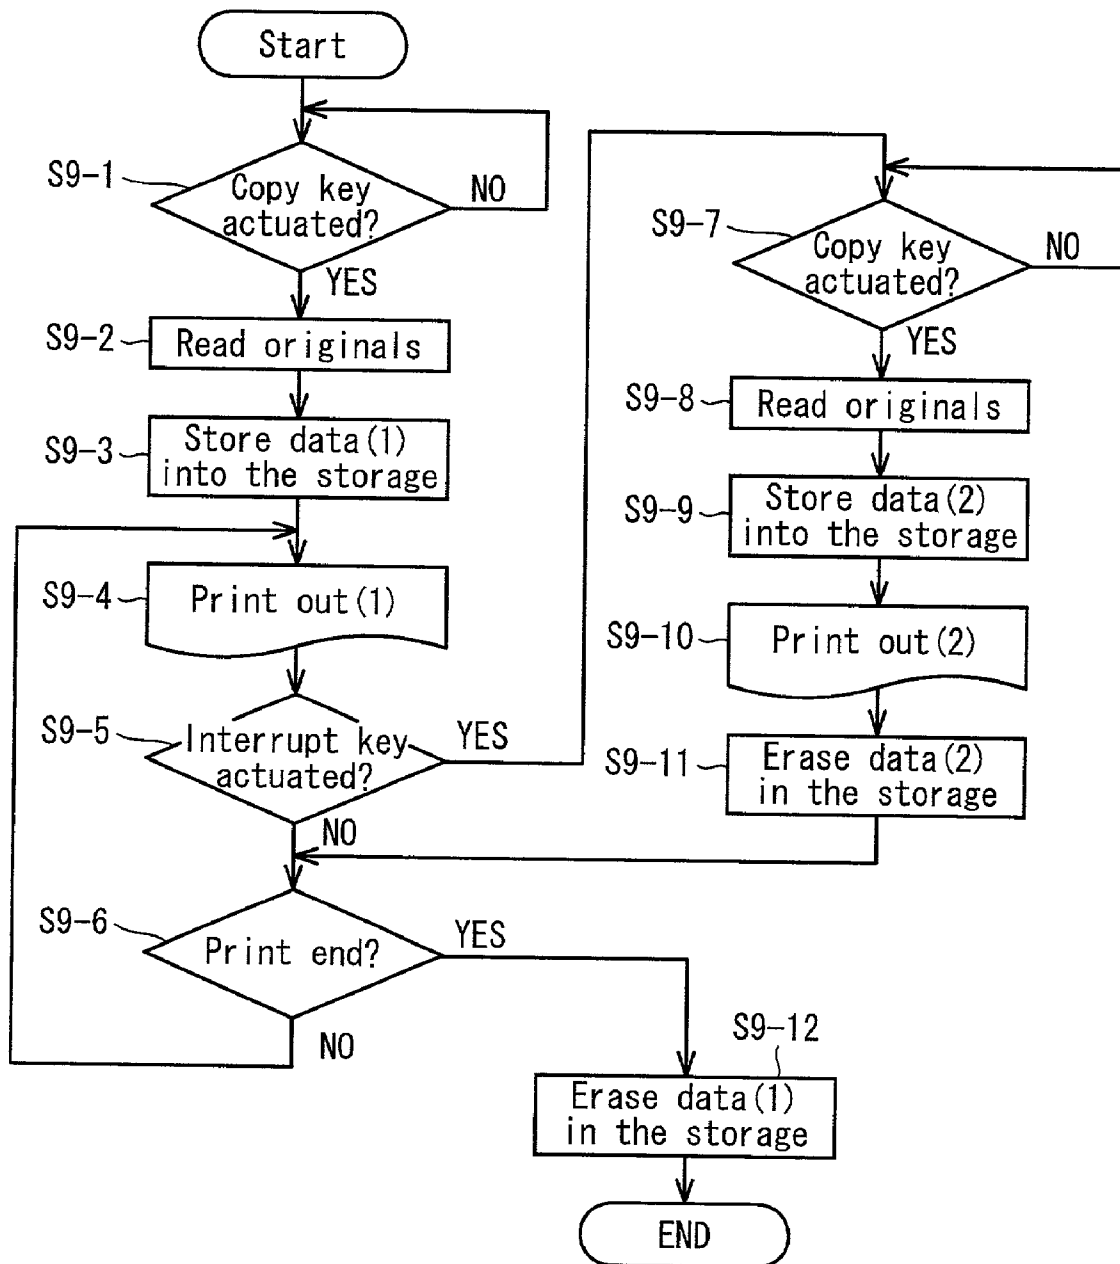 Start
S9-1
Copy key
actuated?
NO
YES
S9-2
Read originals
S9-3
Store data(1)
into the storage
S9-4
Print out(1)
S9-5
Interrupt key
actuated?
YES
NO
S9-6
Print end?
YES
NO
S9-7
Copy key
actuated?
NO
YES
S9-8
Read originals
S9-9
Store data(2)
into the storage
S9-10
Print out(2)
S9-11
Erase data(2)
in the storage
S9-12
Erase data(1)
in the storage
END